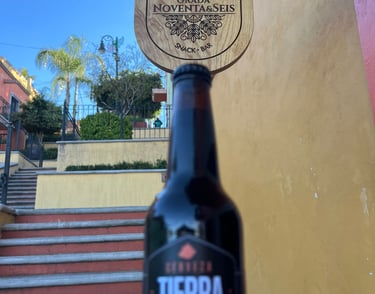 GRADA
NOVENTA&SEIS
SNACK • BAR
CERVEZA
TIERRA